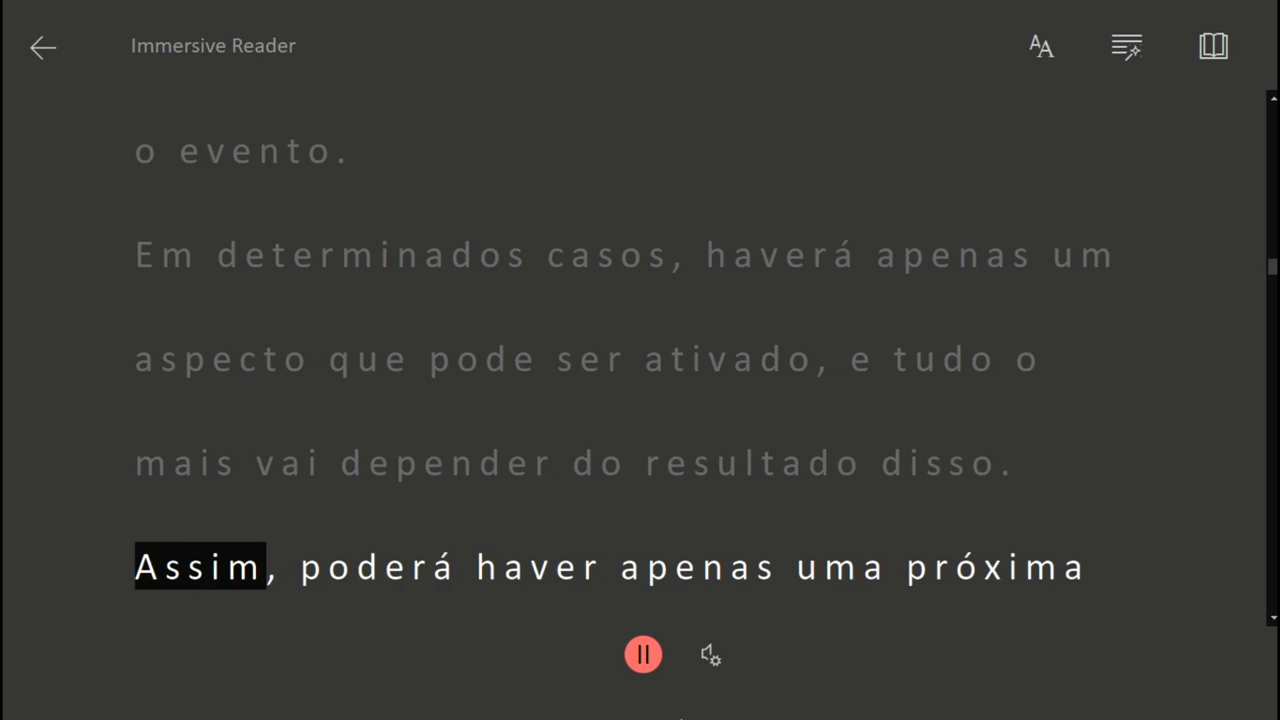 Immersive Reader
o evento.
Em determinados casos, haverá apenas um
aspecto que pode ser ativado, e tudo o
mais vai depender do resultado disso.
Assim, poderá haver apenas uma próxima